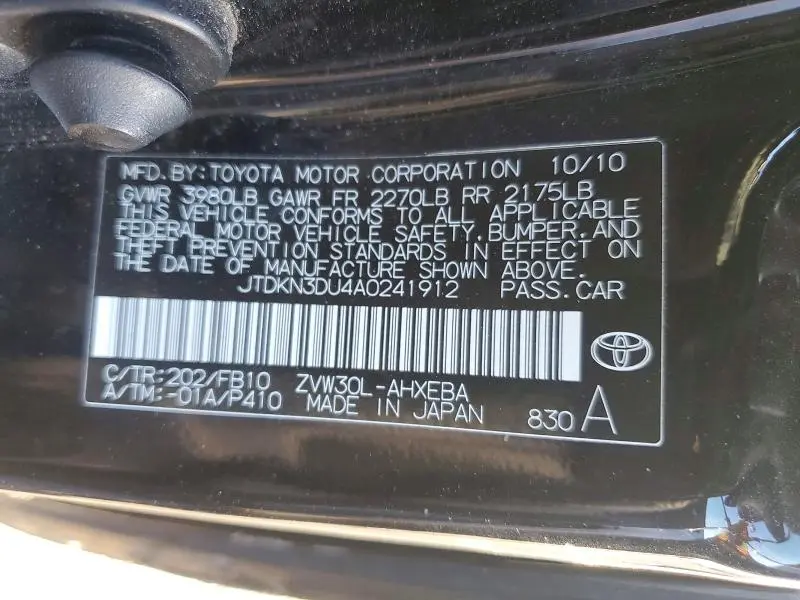 MFD. BY: TOYOTA MOTOR CORPORATION 10/10
GVWR 3980LB GAWR FR 2270LB RR 2175LB
THIS VEHICLE CONFORMS TO ALL APPLICABLE
FEDERAL MOTOR VEHICLE SAFETY, BUMPER, AND
THEFT PREVENTION STANDARDS IN EFFECT ON
THE DATE OF MANUFACTURE SHOWN ABOVE.
JTDKN3DU4A0241912 PASS. CAR
C/TR: 202/FB10 ZVW30L-AHXEBA
A/TM: -01A/P410 MADE IN JAPAN 830 A